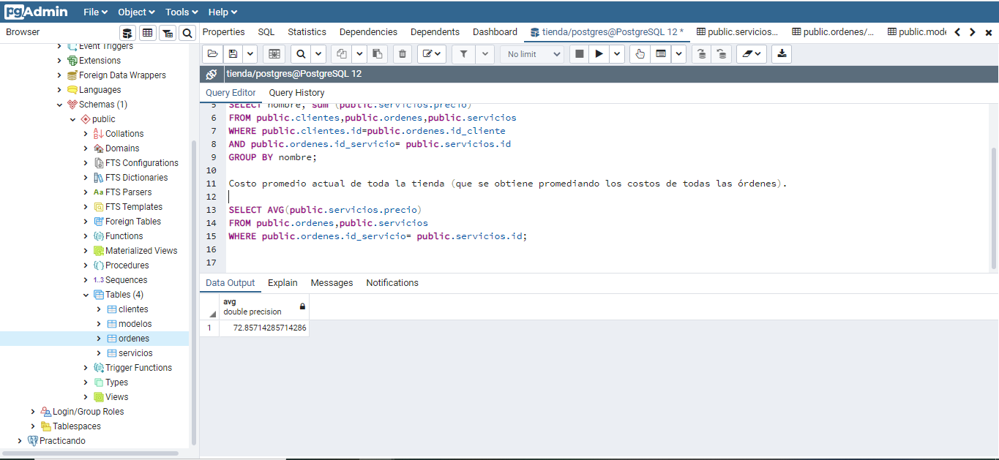 pgAdmin File Object Tools Help
Browser
Properties SQL Statistics Dependencies Dependents Dashboard tienda/postgres@PostgreSQL 12 * public.servicios... public.ordenes/... public.mode
No limit
tienda/postgres@PostgreSQL 12
Query Editor Query History
Event Triggers
Extensions
Foreign Data Wrappers
Languages
Schemas (1)
public
Collations
Domains
FTS Configurations
FTS Dictionaries
Aa FTS Parsers
FTS Templates
Foreign Tables
Functions
Materialized Views
Procedures
1..3 Sequences
Tables (4)
clientes
modelos
ordenes
servicios
Trigger Functions
Types
Views
Login/Group Roles
Tablespaces
Practicando
5 SELECT nombre, sum (public.servicios.precio)
6 FROM public.clientes,public.ordenes,public.servicios
7 WHERE public.clientes.id=public.ordenes.id_cliente
8 AND public.ordenes.id_servicio= public.servicios.id
9 GROUP BY nombre;
10
11 Costo promedio actual de toda la tienda (que se obtiene promediando los costos de todas las órdenes).
12
13 SELECT AVG(public.servicios.precio)
14 FROM public.ordenes,public.servicios
15 WHERE public.ordenes.id_servicio= public.servicios.id;
16
17
Data Output Explain Messages Notifications
avg
double precision
1 72.85714285714286